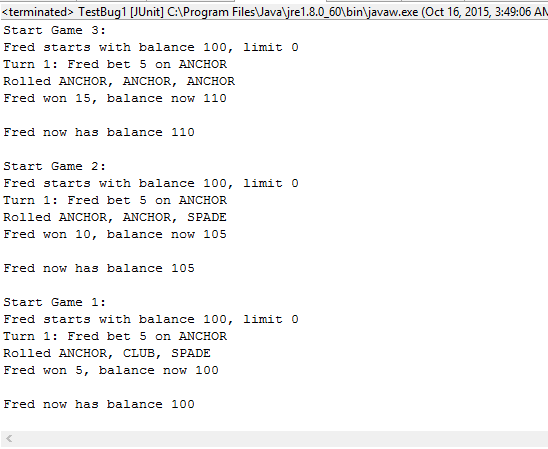 <terminated> TestBug1 [JUnit] C:\Program Files\Java\jre1.8.0_60\bin\javaw.exe (Oct 16, 2015, 3:49:06 AM
Start Game 3:
Fred starts with balance 100, limit 0
Turn 1: Fred bet 5 on ANCHOR
Rolled ANCHOR, ANCHOR, ANCHOR
Fred won 15, balance now 110
Fred now has balance 110
Start Game 2:
Fred starts with balance 100, limit 0
Turn 1: Fred bet 5 on ANCHOR
Rolled ANCHOR, ANCHOR, SPADE
Fred won 10, balance now 105
Fred now has balance 105
Start Game 1:
Fred starts with balance 100, limit 0
Turn 1: Fred bet 5 on ANCHOR
Rolled ANCHOR, CLUB, SPADE
Fred won 5, balance now 100
Fred now has balance 100